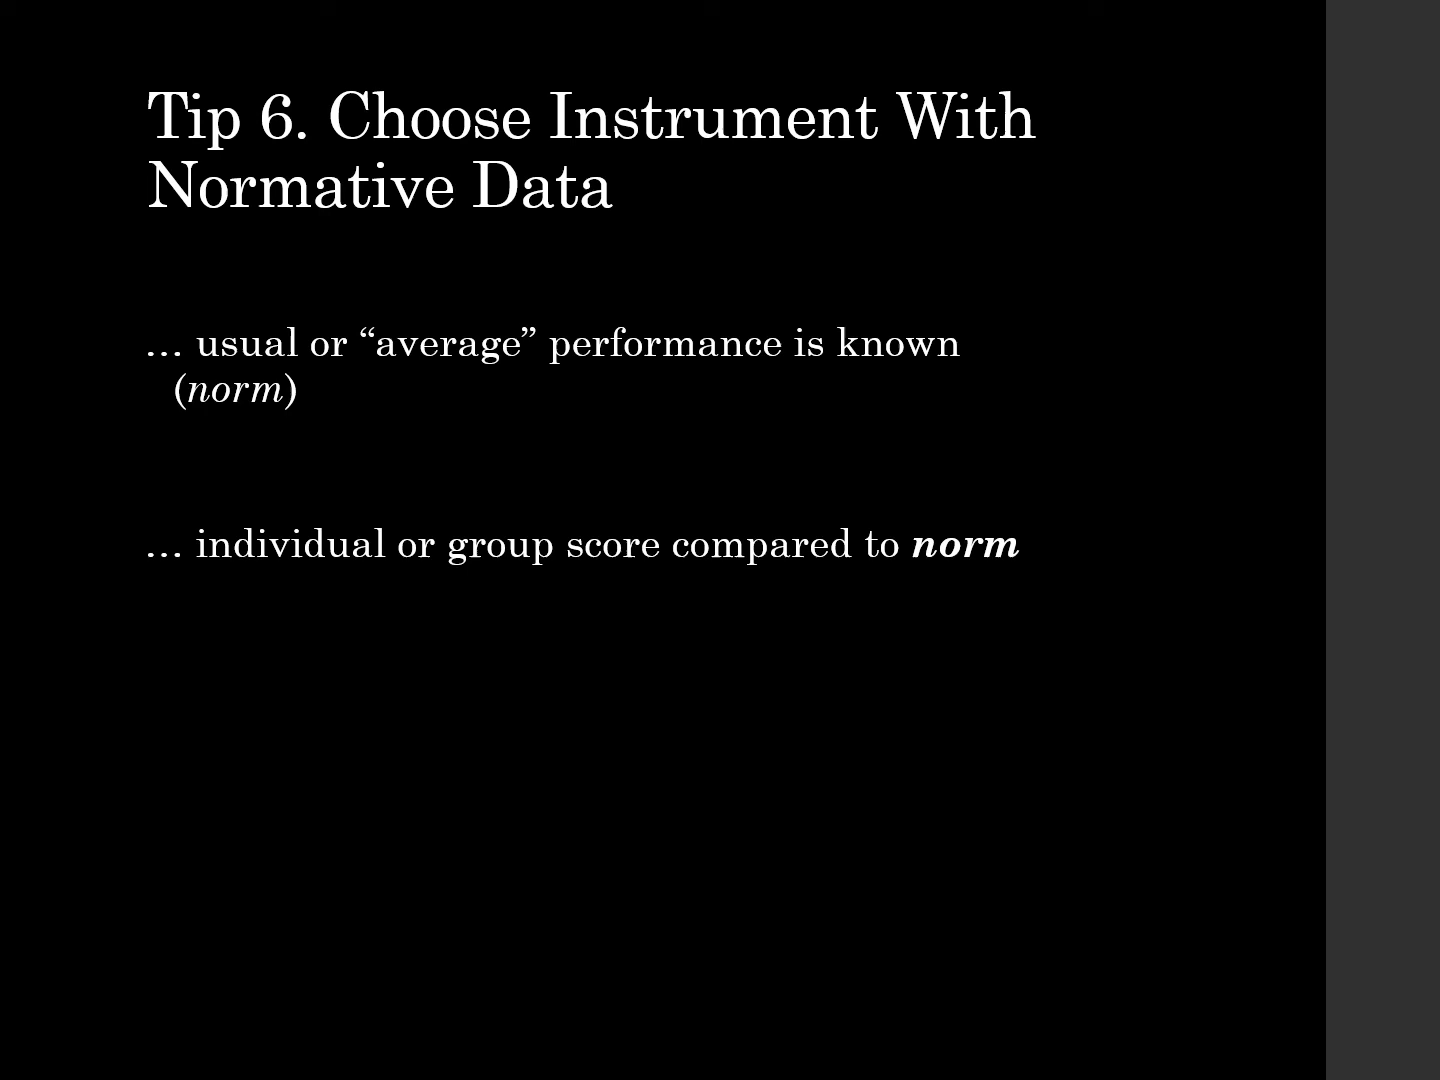 Tip 6. Choose Instrument With
Normative Data
… usual or “average” performance is known
(norm)
… individual or group score compared to norm